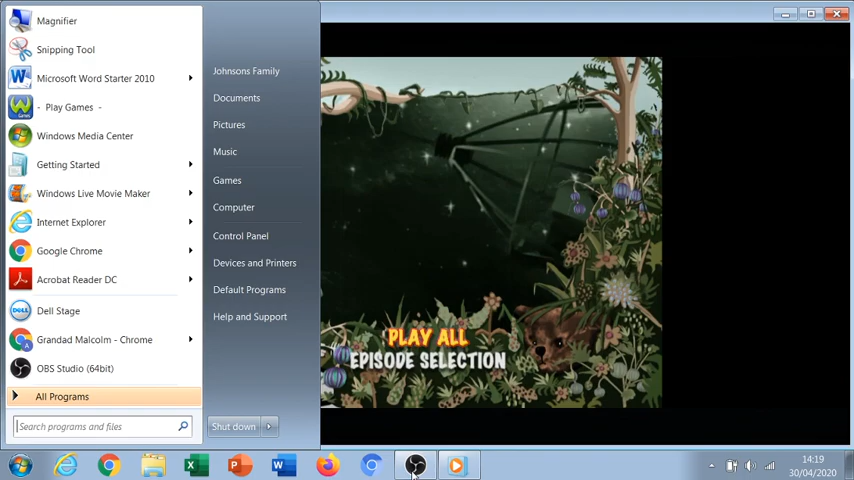 Magnifier
Snipping Tool
Microsoft Word Starter 2010
- Play Games -
Windows Media Center
Getting Started
Windows Live Movie Maker
Internet Explorer
Google Chrome
Acrobat Reader DC
Dell Stage
Grandad Malcolm - Chrome
OBS Studio (64bit)
All Programs
Search programs and files
Johnsons Family
Documents
Pictures
Music
Games
Computer
Control Panel
Devices and Printers
Default Programs
Help and Support
Shut down
PLAY ALL
EPISODE SELECTION
14:19
30/04/2020